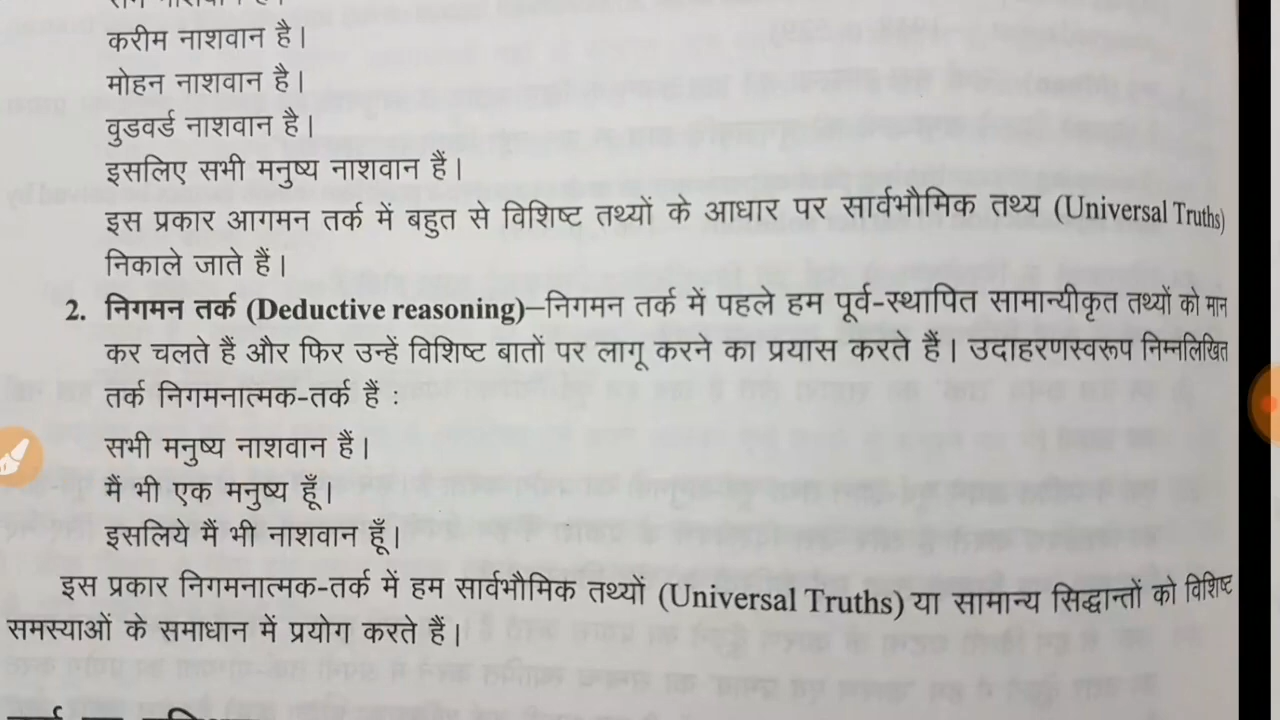 करीम नाशवान है।
मोहन नाशवान है।
वुडवर्ड नाशवान है।
इसलिए सभी मनुष्य नाशवान हैं।
इस प्रकार आगमन तर्क में बहुत से विशिष्ट तथ्यों के आधार पर सार्वभौमिक तथ्य (Universal Truths)
निकाले जाते हैं।
2. निगमन तर्क (Deductive reasoning)–निगमन तर्क में पहले हम पूर्व-स्थापित सामान्यीकृत तथ्यों को मान
कर चलते हैं और फिर उन्हें विशिष्ट बातों पर लागू करने का प्रयास करते हैं। उदाहरणस्वरूप निम्नलिखित
तर्क निगमनात्मक-तर्क हैं :
सभी मनुष्य नाशवान हैं।
मैं भी एक मनुष्य हूँ।
इसलिये मैं भी नाशवान हूँ।
इस प्रकार निगमनात्मक-तर्क में हम सार्वभौमिक तथ्यों (Universal Truths) या सामान्य सिद्धान्तों को विशिष्ट
समस्याओं के समाधान में प्रयोग करते हैं।